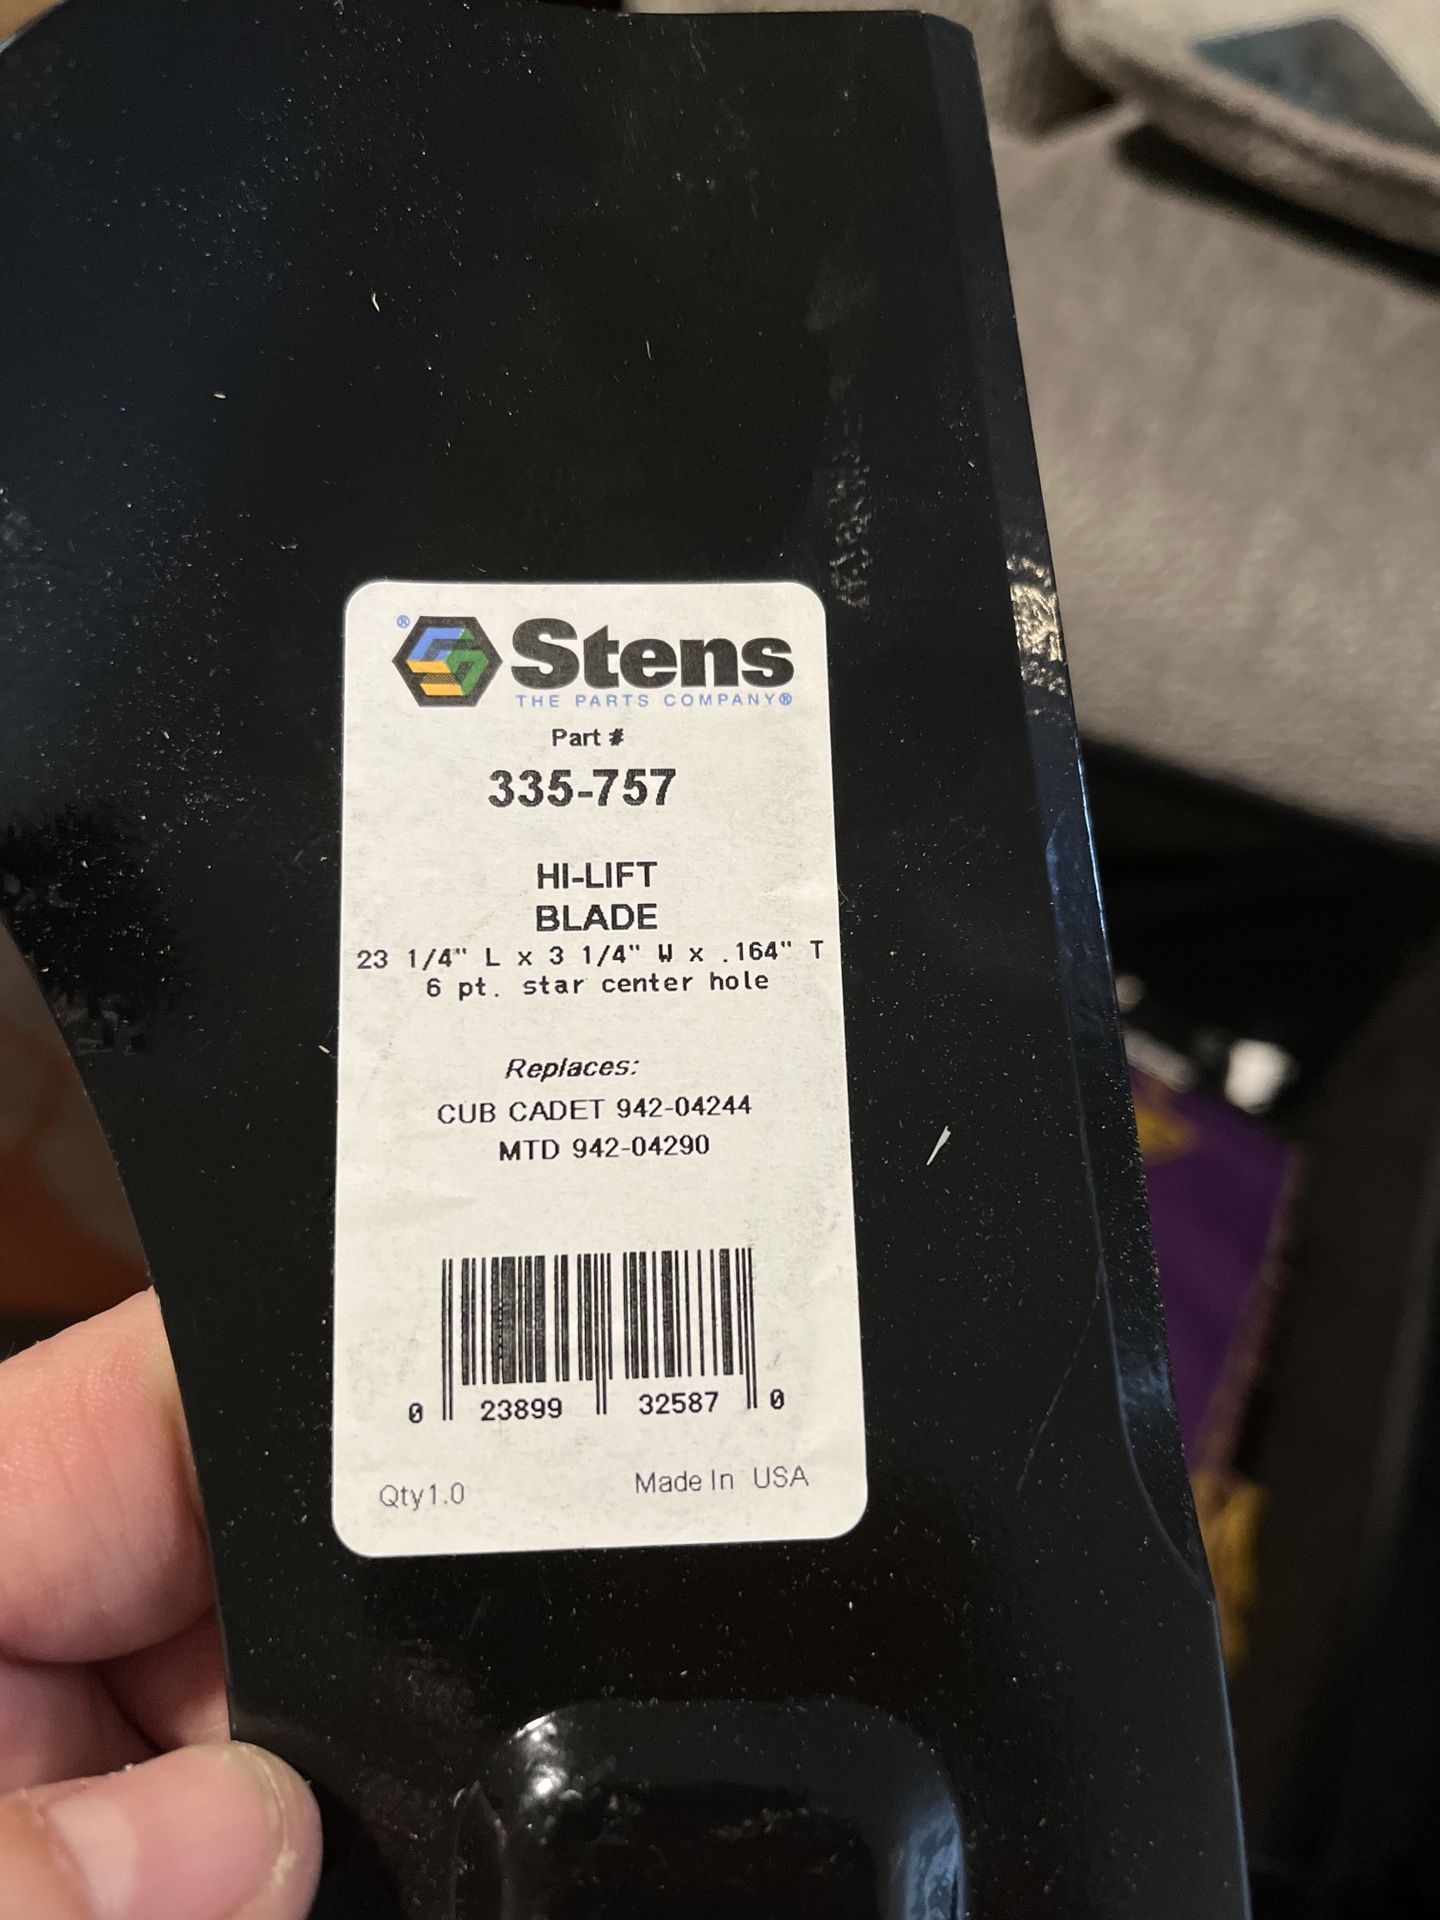 ® Stens
THE PARTS COMPANY®
Part #
335-757
HI-LIFT
BLADE
23 1/4" L x 3 1/4" W x .164" T
6 pt. star center hole
Replaces:
CUB CADET 942-04244
MTD 942-04290
0 23899 32587 0
Qty1.0 Made In USA